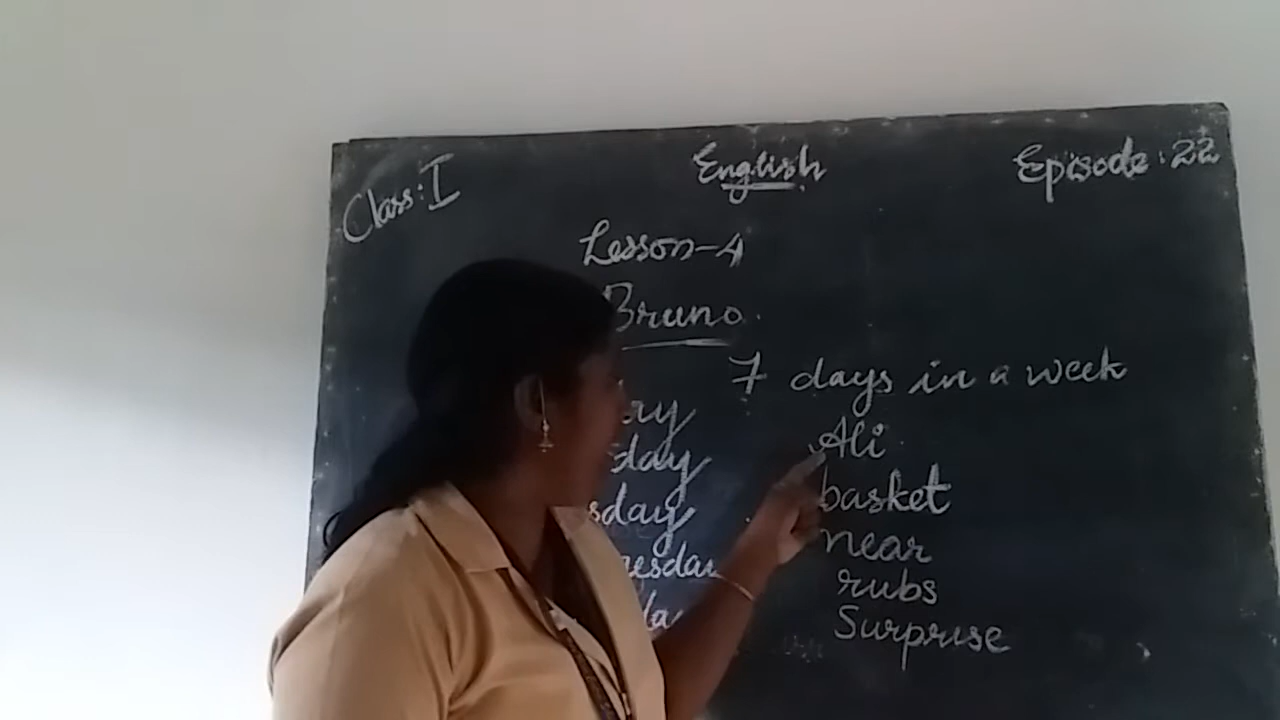 Class: I
English
Episode: 22
Lesson-4
Bruno.
7 days in a week
Ali
basket
near
rubs
Surprise